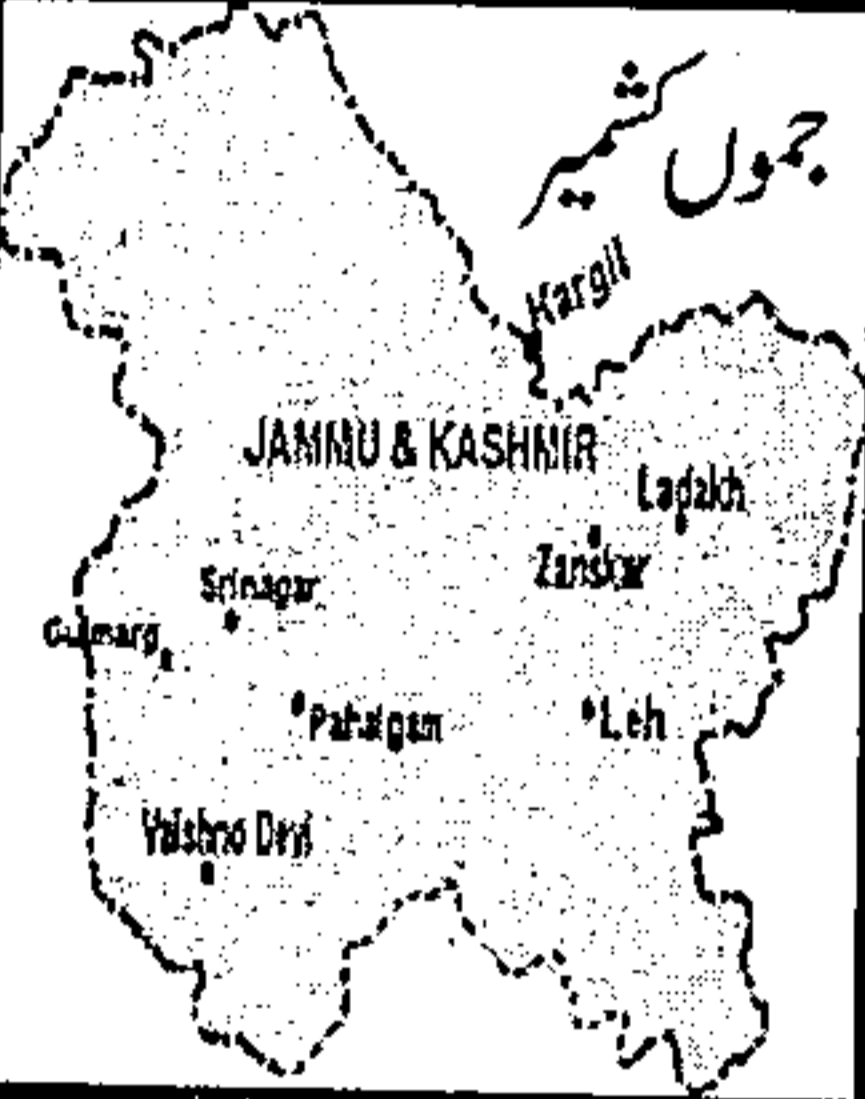 جموں کشمیر
Kargil
JAMMU & KASHMIR
Ladakh
Zanskar
Srinagar
Gulmarg
Pahalgam
Leh
Vaishno Devi